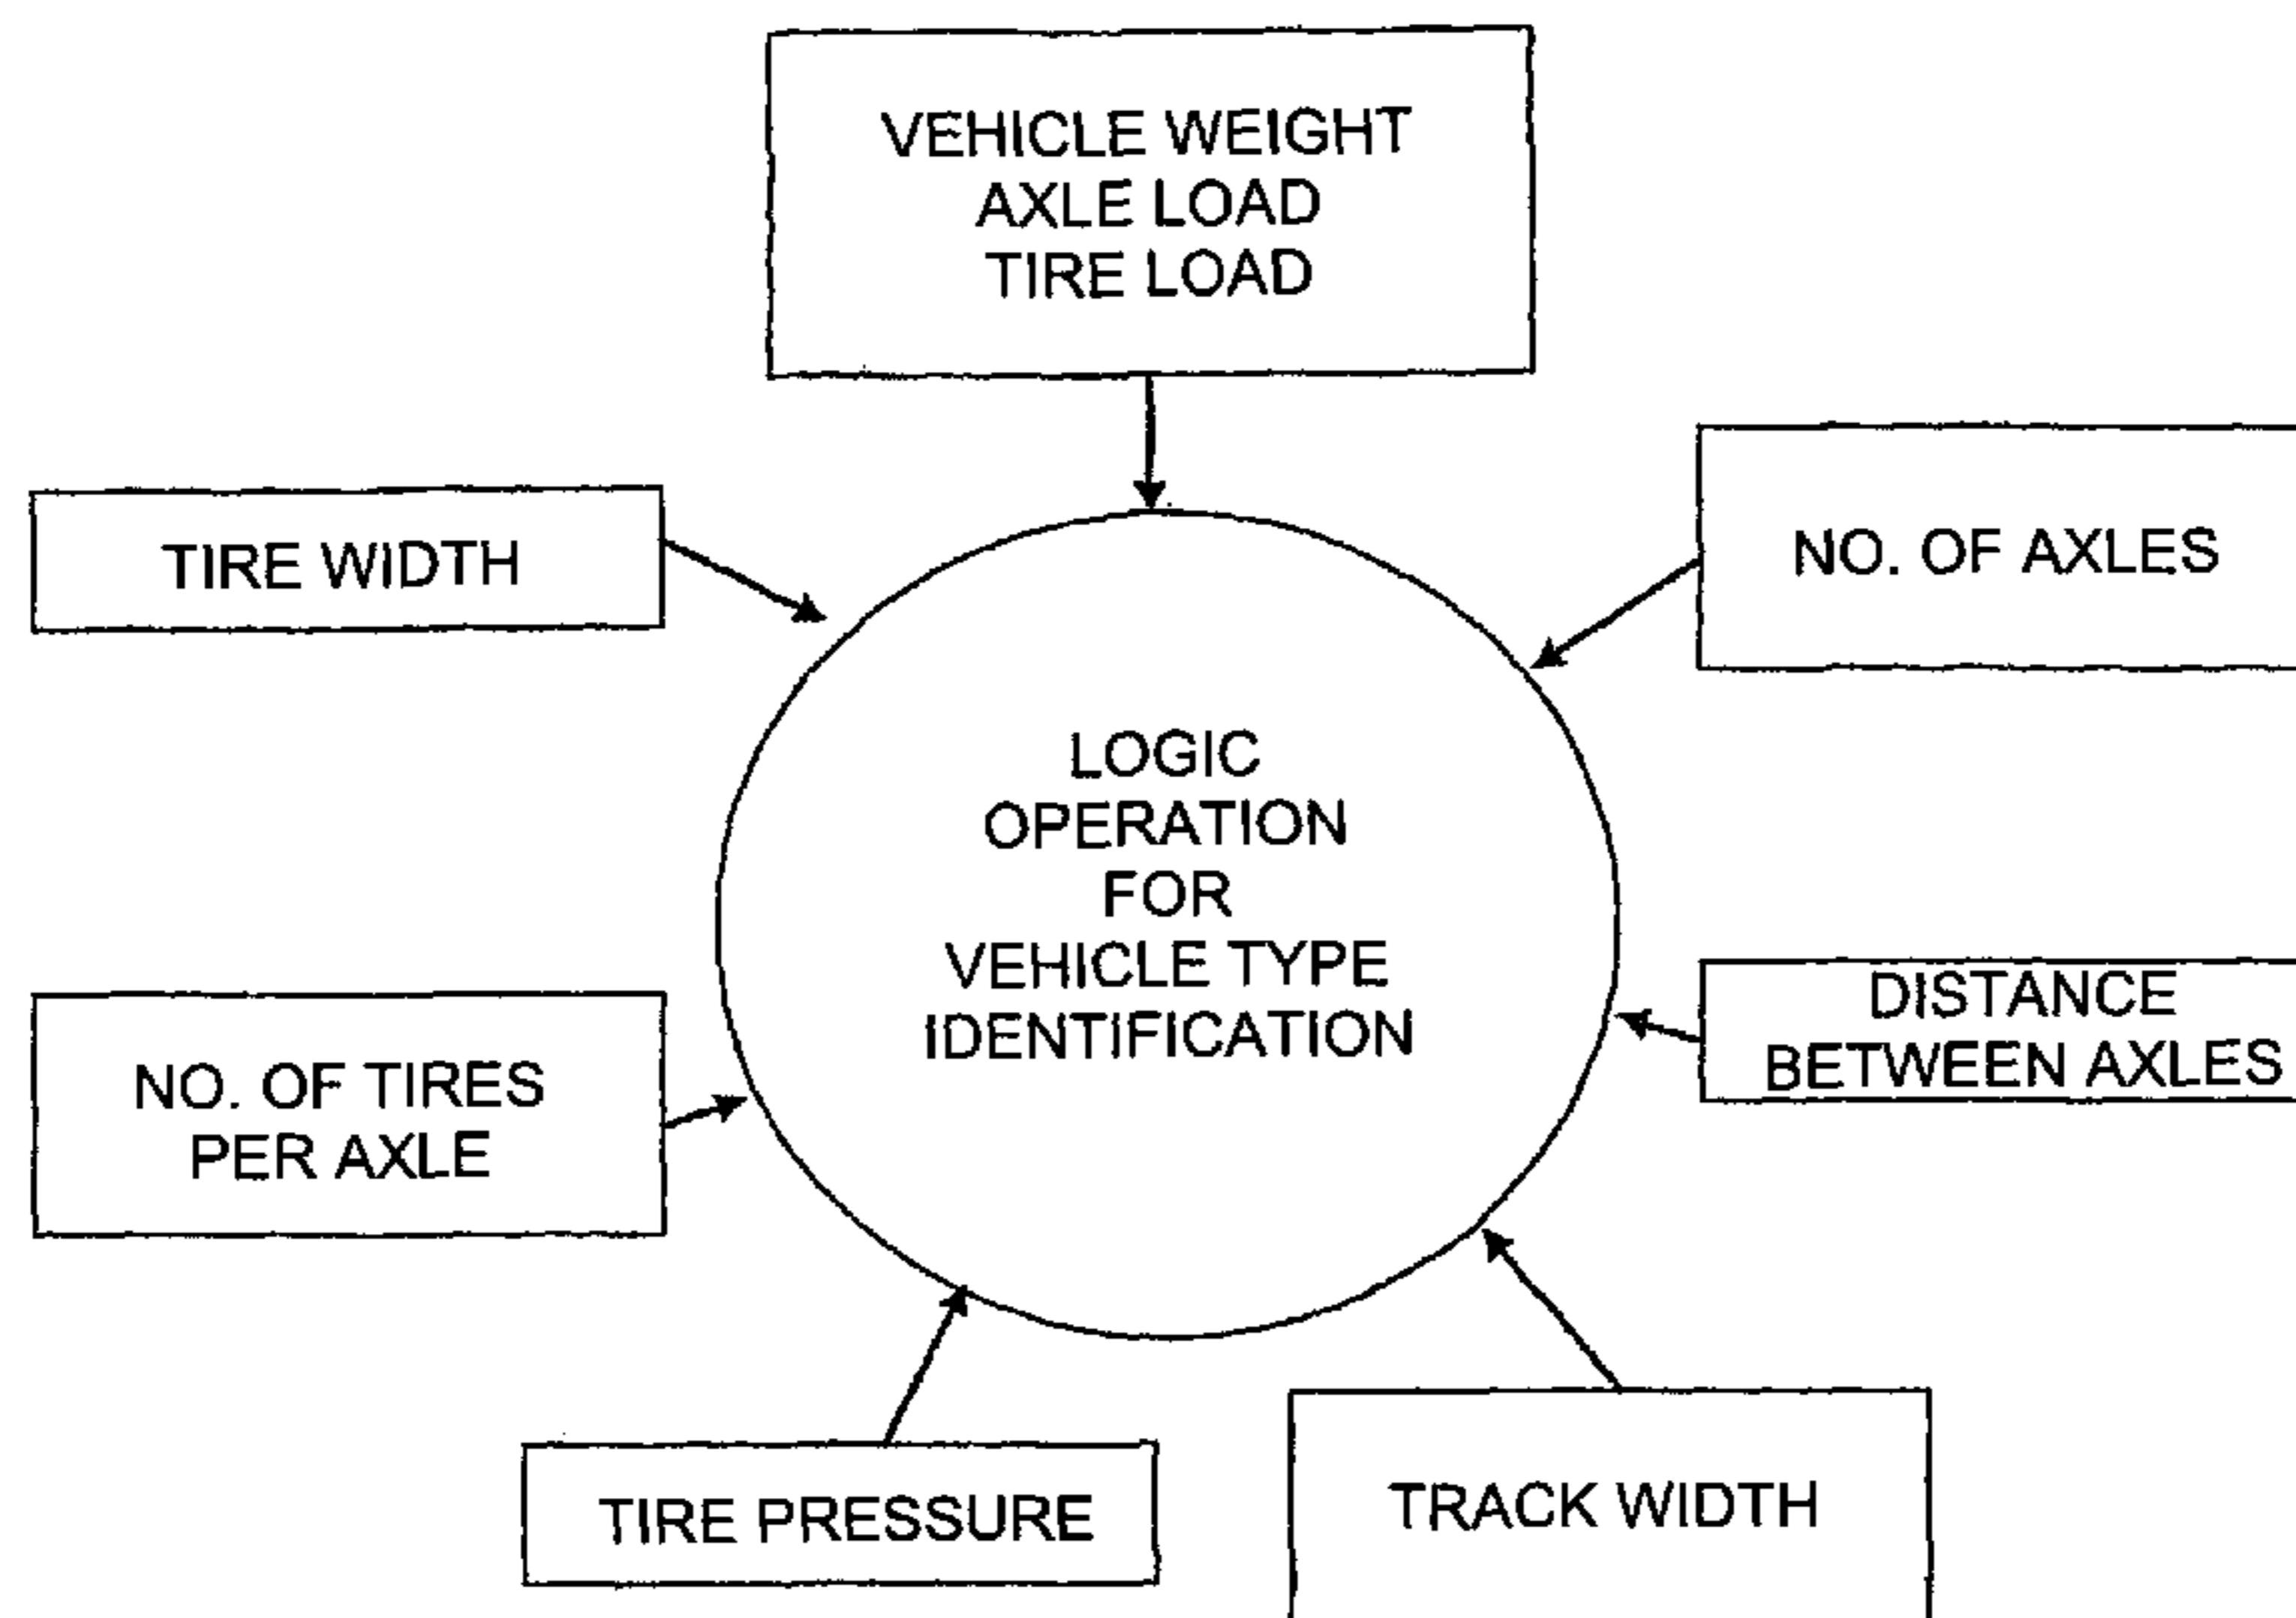 VEHICLE WEIGHT
AXLE LOAD
TIRE LOAD
TIRE WIDTH
NO. OF AXLES
LOGIC
OPERATION
FOR
VEHICLE TYPE
IDENTIFICATION
DISTANCE
BETWEEN AXLES
NO. OF TIRES
PER AXLE
TIRE PRESSURE
TRACK WIDTH